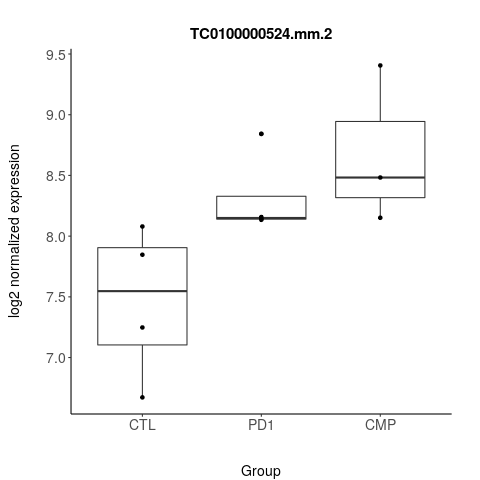 TC0100000524.mm.2
log2 normalized expression
9.5
9.0
8.5
8.0
7.5
7.0
CTL PD1 CMP
Group